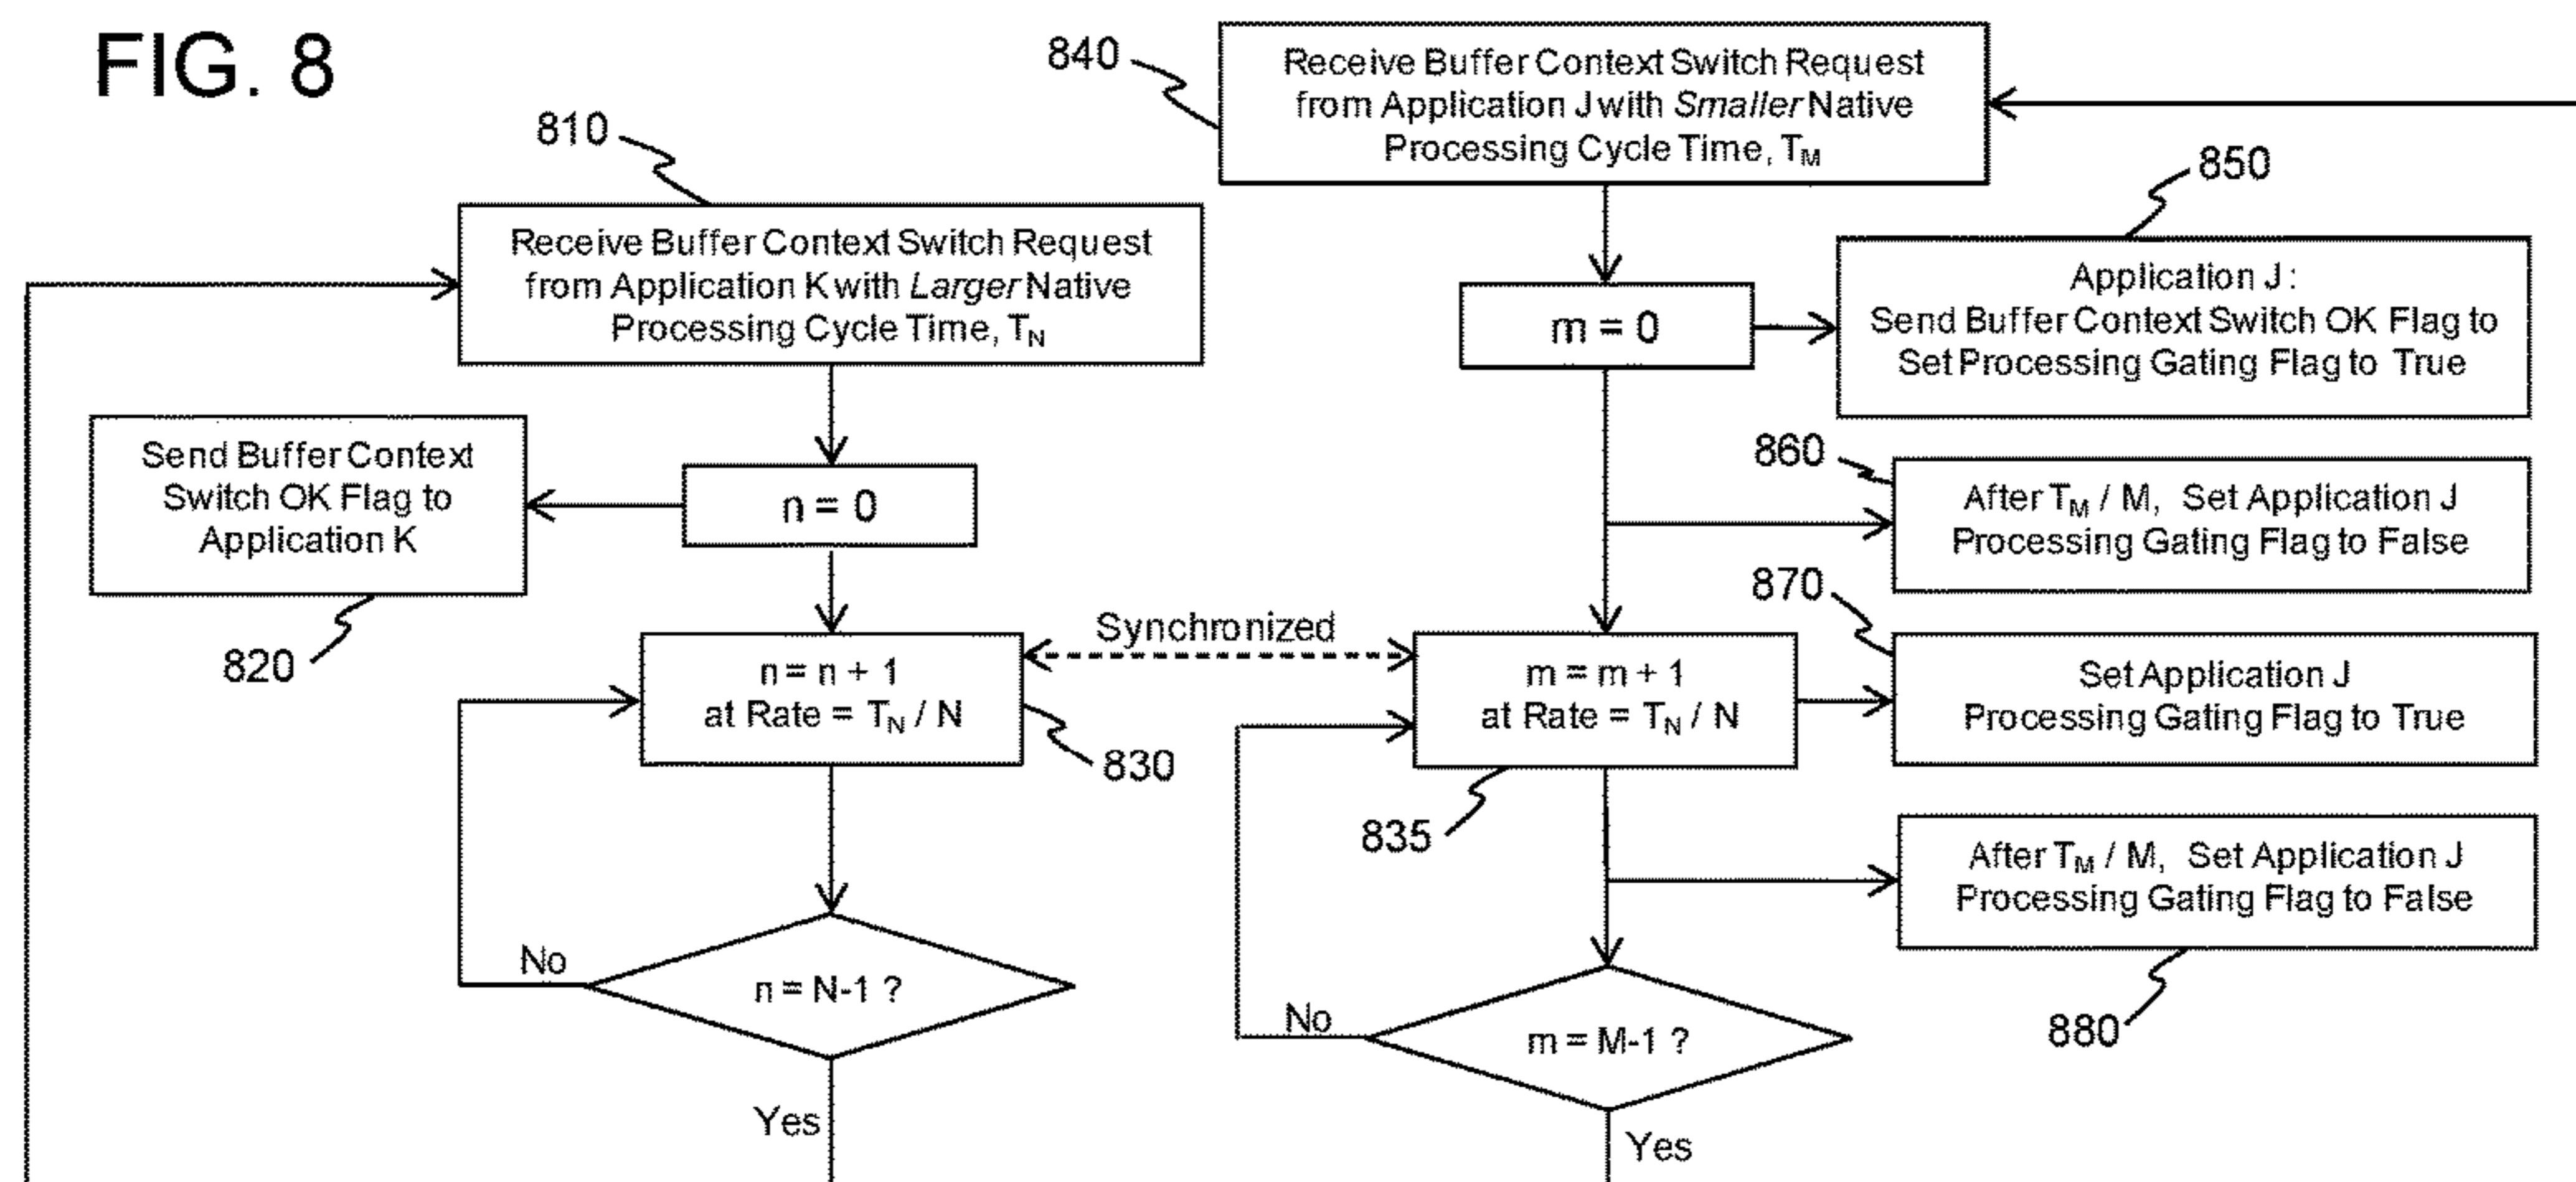 FIG. 8
840
Receive Buffer Context Switch Request
from Application J with Smaller Native
Processing Cycle Time, TM
810
Receive Buffer Context Switch Request
from Application K with Larger Native
Processing Cycle Time, TN
850
m = 0
Application J:
Send Buffer Context Switch OK Flag to
Set Processing Gating Flag to True
Send Buffer Context
Switch OK Flag to
Application K
820
n = 0
860
After TM / M, Set Application J
Processing Gating Flag to False
n = n + 1
at Rate = TN / N
830
Synchronized
m = m + 1
at Rate = TN / N
835
870
Set Application J
Processing Gating Flag to True
After TM / M, Set Application J
Processing Gating Flag to False
880
No
n = N-1 ?
Yes
No
m = M-1 ?
Yes